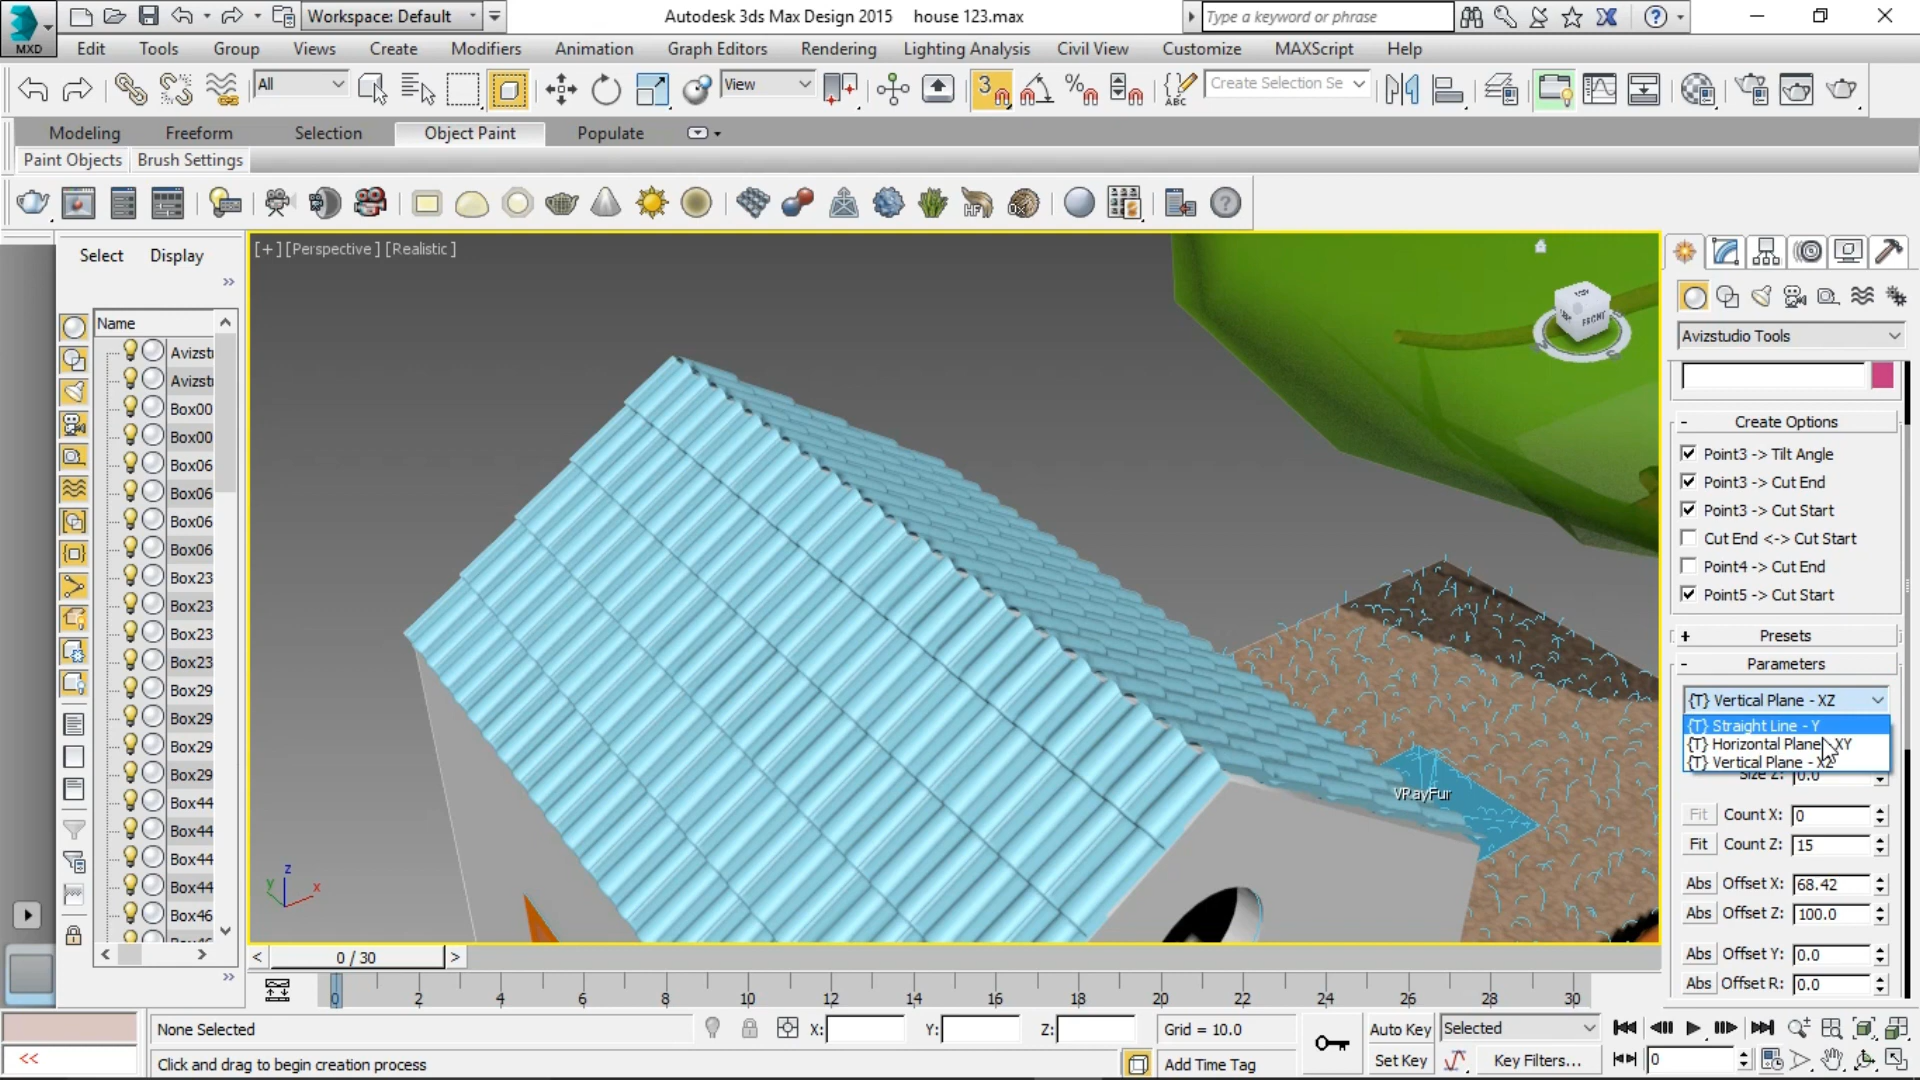 Workspace: Default
Autodesk 3ds Max Design 2015 house 123.max
Type a keyword or phrase
MXD
Edit Tools Group Views Create Modifiers Animation Graph Editors Rendering Lighting Analysis Civil View Customize MAXScript Help
All
View
3
%
ABC
Create Selection Se
Modeling Freeform Selection Object Paint Populate
Paint Objects Brush Settings
Select Display
»
Name
Avizst
Avizst
Box00
Box00
Box06
Box06
Box06
Box06
Box23
Box23
Box23
Box23
Box29
Box29
Box29
Box29
Box44
Box44
Box44
Box44
Box46
»
[+][Perspective][Realistic]
FRONT
VRayFur
z
y
x
Avizstudio Tools
- Create Options
Point3 -> Tilt Angle
Point3 -> Cut End
Point3 -> Cut Start
Cut End <-> Cut Start
Point4 -> Cut End
Point5 -> Cut Start
+ Presets
- Parameters
{T} Vertical Plane - XZ
{T} Straight Line - Y
{T} Horizontal Plane - XY
{T} Vertical Plane - XZ
Size Z: 0.0
Fit Count X: 0
Fit Count Z: 15
Abs Offset X: 68.42
Abs Offset Z: 100.0
Abs Offset Y: 0.0
Abs Offset R: 0.0
< 0 / 30 >
0 2 4 6 8 10 12 14 16 18 20 22 24 26 28 30
None Selected
X: Y: Z:
Grid = 10.0
Auto Key
Selected
<<
Click and drag to begin creation process
Add Time Tag
Set Key
Key Filters...
0